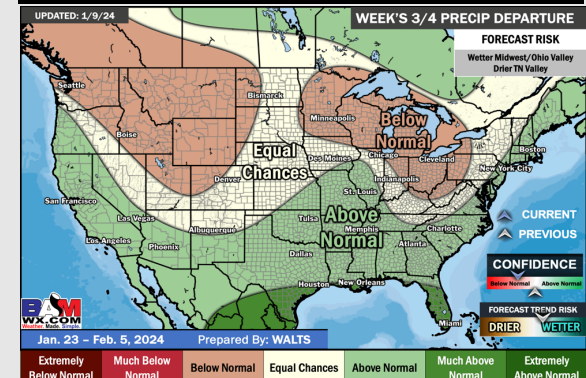 UPDATED: 1/9/24
WEEK'S 3/4 PRECIP DEPARTURE
FORECAST RISK
Wetter Midwest/Ohio Valley
Drier TN Valley
Seattle
Bismarck
Minneapolis
Below
Normal
Boise
Equal
Chances
Des Moines
Chicago
Cleveland
Boston
New York City
Denver
Indianapolis
St. Louis
San Francisco
Las Vegas
Albuquerque
Tulsa
Above
Normal
Memphis
Charlotte
Los Angeles
Phoenix
Dallas
Atlanta
Houston
New Orleans
Miami
CURRENT
PREVIOUS
CONFIDENCE
Below Normal
Above Normal
FORECAST TREND RISK
DRIER
WETTER
BAM
WX.COM
Weather. Made. Simple.
Jan. 23 – Feb. 5, 2024
Prepared By: WALTS
Extremely
Below Normal
Much Below
Normal
Below Normal
Equal Chances
Above Normal
Much Above
Normal
Extremely
Above Normal